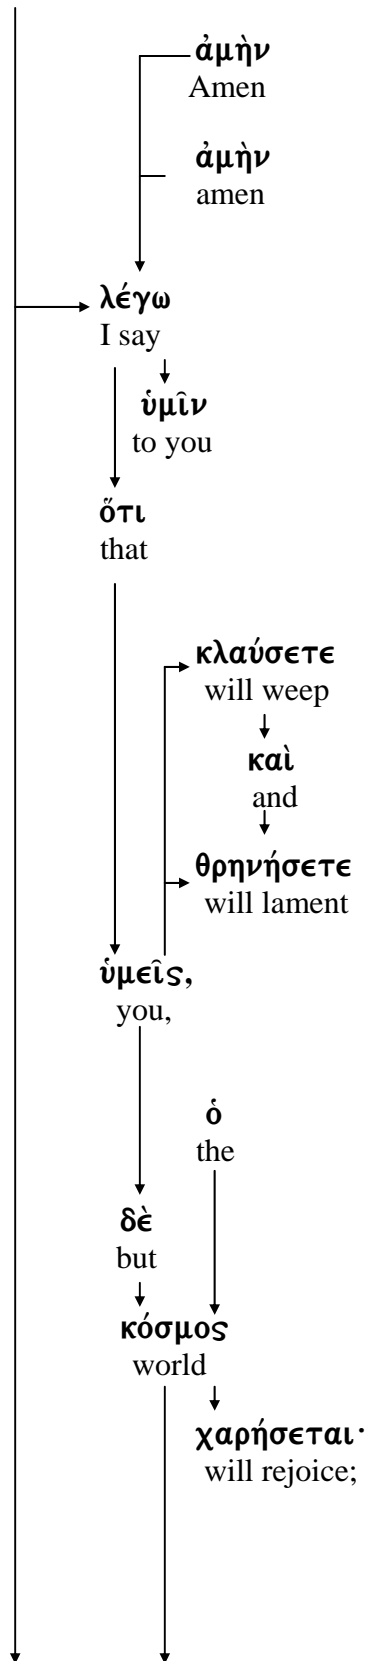 ἀμὴν
Amen
ἀμὴν
amen
λέγω
I say
ὑμῖν
to you
ὅτι
that
κλαύσετε
will weep
καὶ
and
θρηνήσετε
will lament
ὑμεῖς,
you,
ὁ
the
δὲ
but
κόσμος
world
χαρήσεται·
will rejoice;